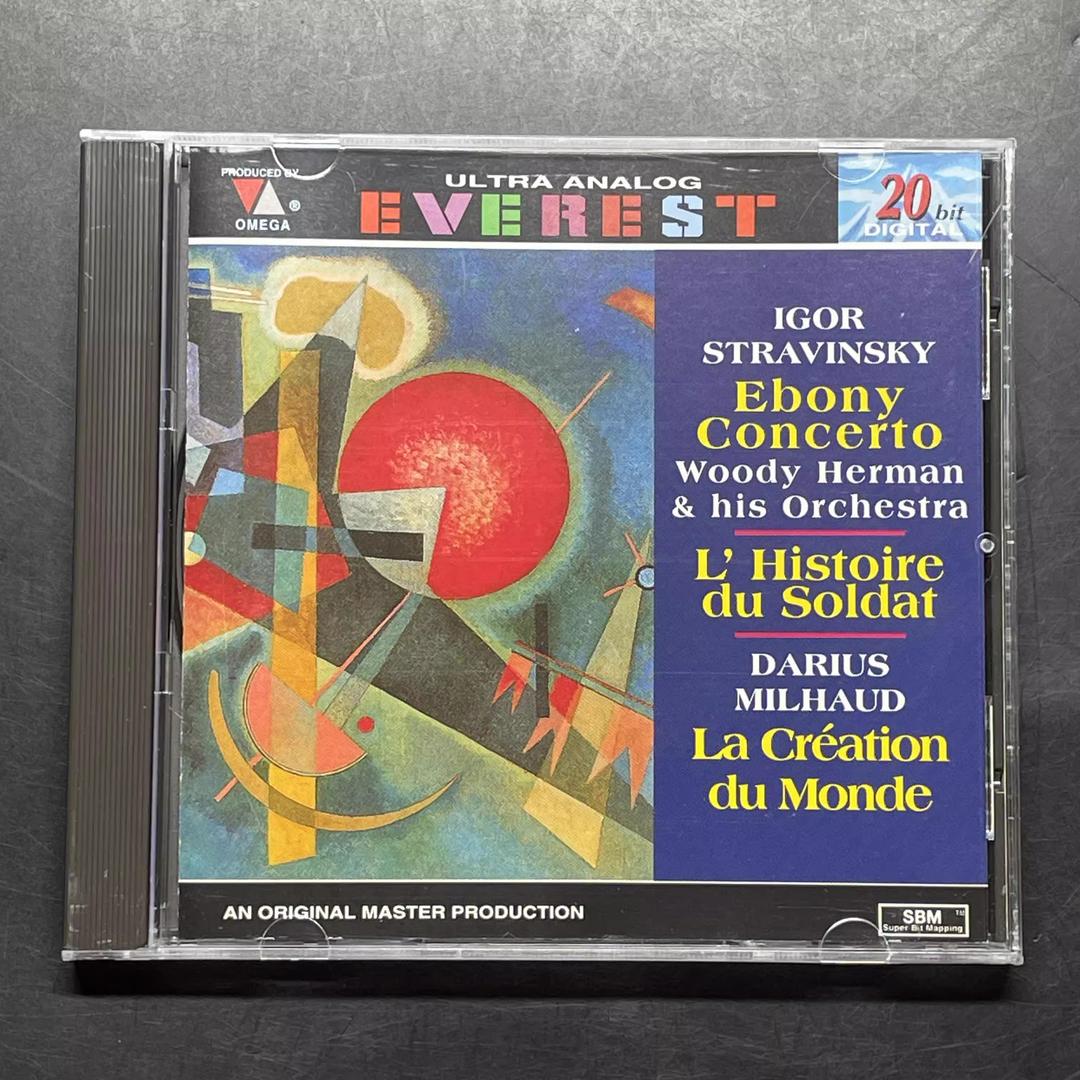 PRODUCED BY
OMEGA
®
ULTRA ANALOG
EVEREST
20 bit
DIGITAL
IGOR
STRAVINSKY
Ebony
Concerto
Woody Herman
& his Orchestra
L' Histoire
du Soldat
DARIUS
MILHAUD
La Création
du Monde
AN ORIGINAL MASTER PRODUCTION
SBM TM
Super Bit Mapping